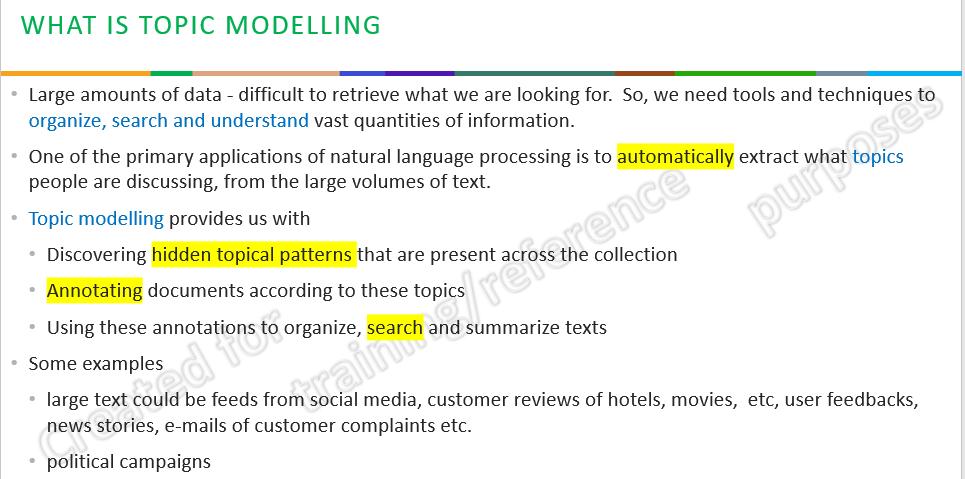 WHAT IS TOPIC MODELLING
Large amounts of data - difficult to retrieve what we are looking for. So, we need tools and techniques to
organize, search and understand vast quantities of information.
One of the primary applications of natural language processing is to automatically extract what topics
people are discussing, from the large volumes of text.
Topic modelling provides us with
Discovering hidden topical patterns that are present across the collection
Annotating documents according to these topics
Using these annotations to organize, search and summarize texts
Some examples
large text could be feeds from social media, customer reviews of hotels, movies, etc, user feedbacks,
news stories, e-mails of customer complaints etc.
political campaigns
Created for training/reference purposes